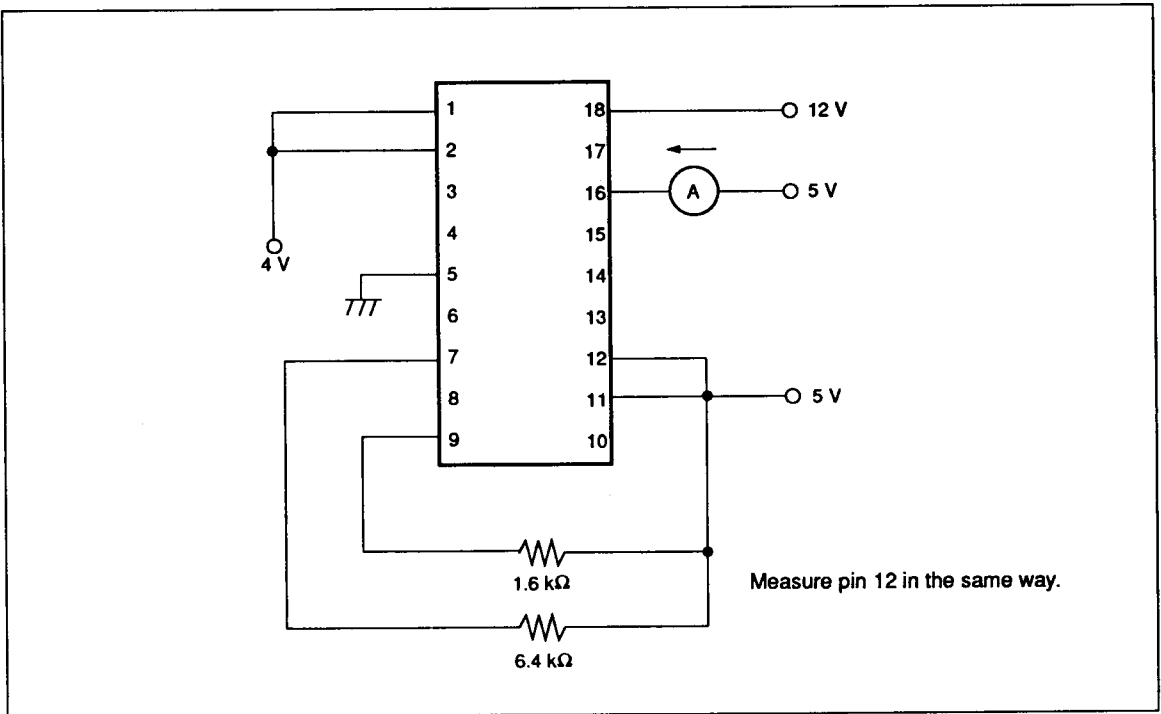 1 18 12 V
2 17
3 16 A 5 V
4 15
4 V
5 14
6 13
7 12
8 11 5 V
9 10
1.6 kΩ
Measure pin 12 in the same way.
6.4 kΩ